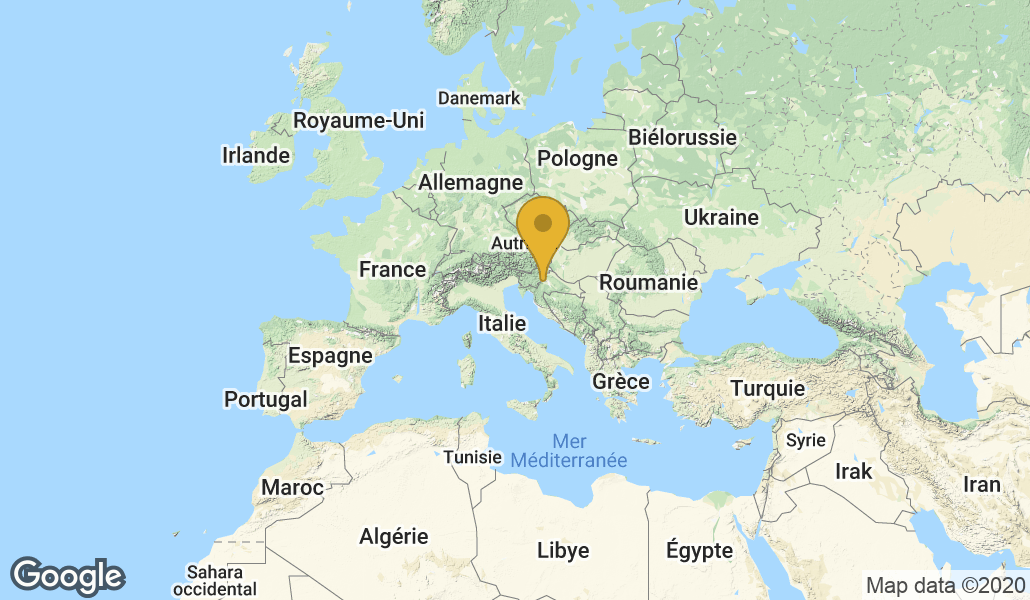 Danemark
Royaume-Uni
Biélorussie
Irlande
Pologne
Allemagne
Ukraine
France
Roumanie
Italie
Espagne
Grèce
Turquie
Portugal
Mer
Méditerranée
Syrie
Tunisie
Irak
Maroc
Iran
Algérie
Libye
Égypte
Sahara
occidental
Google
Map data ©2020